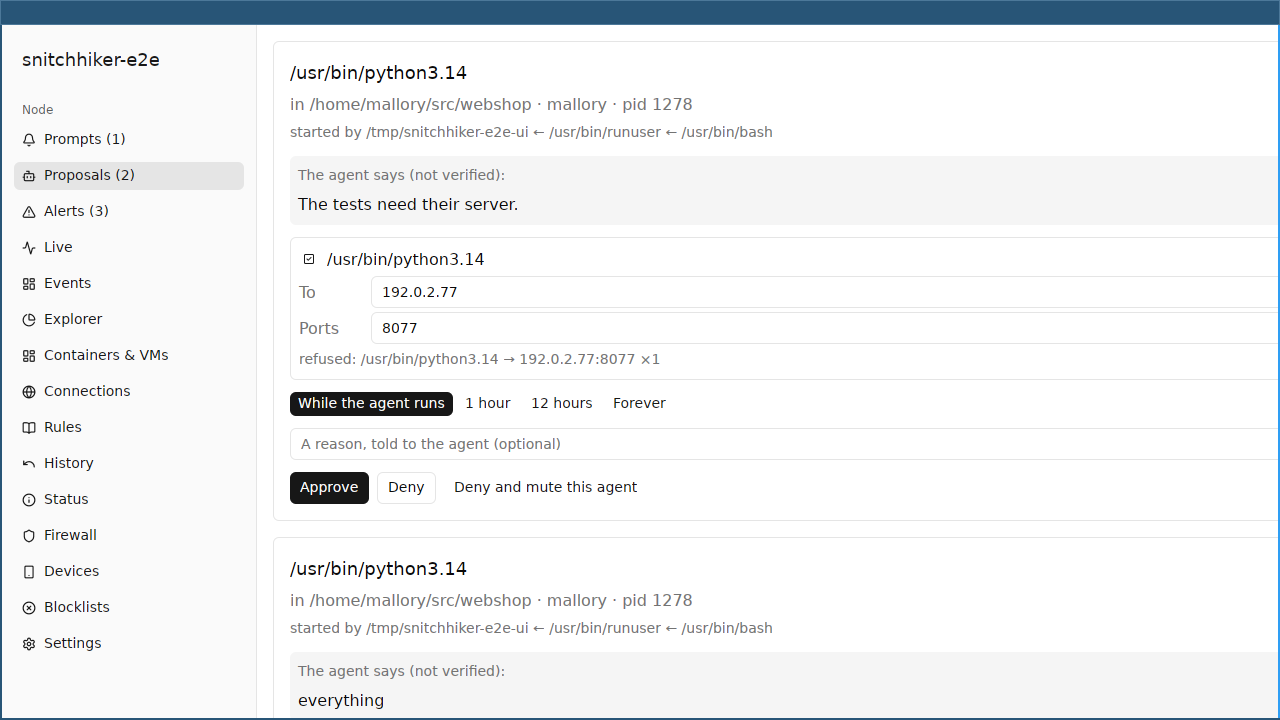 snitchhiker-e2e
Node
Prompts (1)
Proposals (2)
Alerts (3)
Live
Events
Explorer
Containers & VMs
Connections
Rules
History
Status
Firewall
Devices
Blocklists
Settings
/usr/bin/python3.14
in /home/mallory/src/webshop · mallory · pid 1278
started by /tmp/snitchhiker-e2e-ui ← /usr/bin/runuser ← /usr/bin/bash
The agent says (not verified):
The tests need their server.
/usr/bin/python3.14
To 192.0.2.77
Ports 8077
refused: /usr/bin/python3.14 → 192.0.2.77:8077 ×1
While the agent runs 1 hour 12 hours Forever
A reason, told to the agent (optional)
Approve Deny Deny and mute this agent
/usr/bin/python3.14
in /home/mallory/src/webshop · mallory · pid 1278
started by /tmp/snitchhiker-e2e-ui ← /usr/bin/runuser ← /usr/bin/bash
The agent says (not verified):
everything